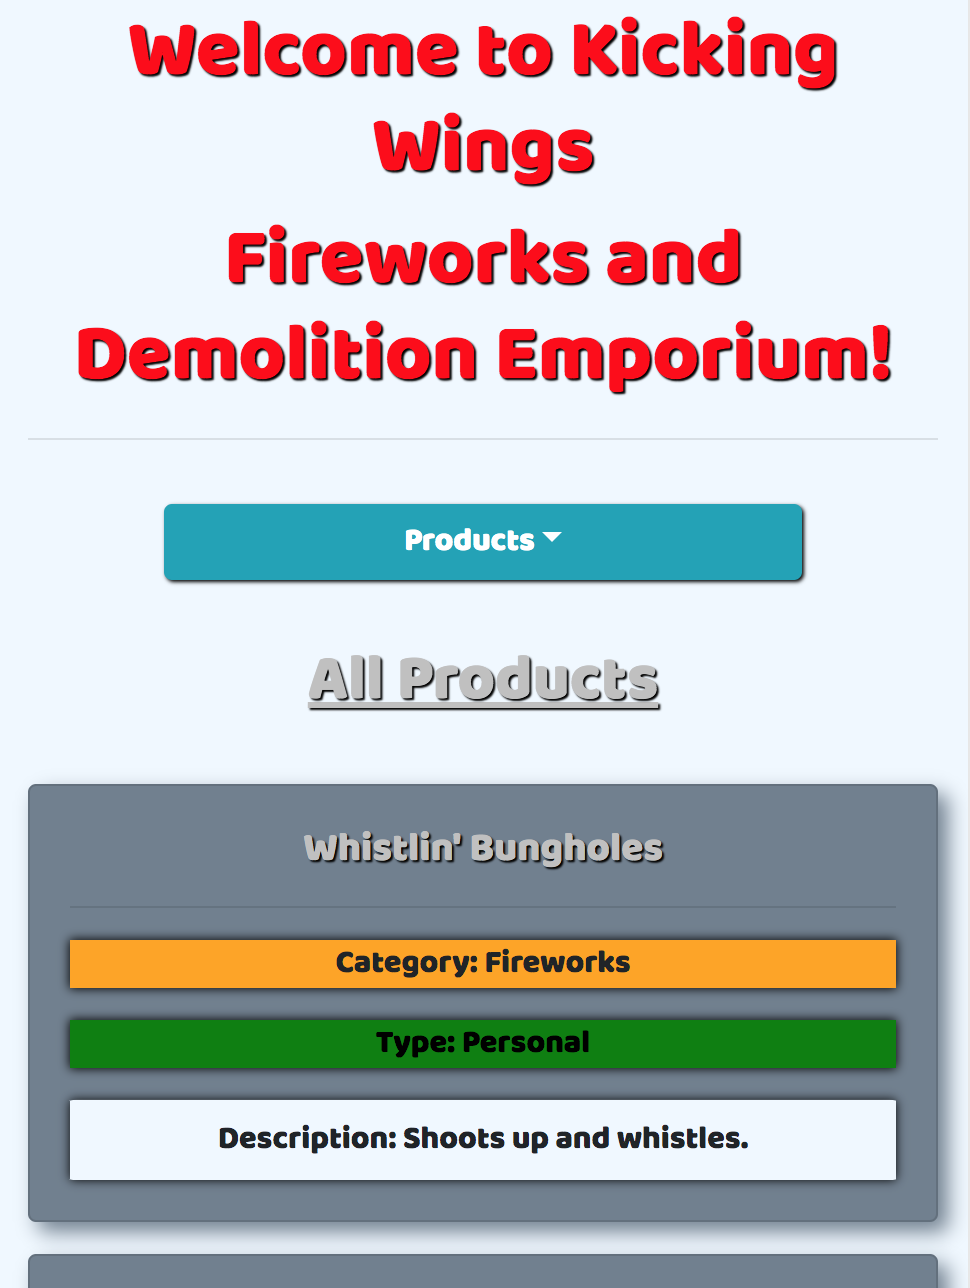 Welcome to Kicking
Wings
Fireworks and
Demolition Emporium!
Products
All Products
Whistlin' Bungholes
Category: Fireworks
Type: Personal
Description: Shoots up and whistles.